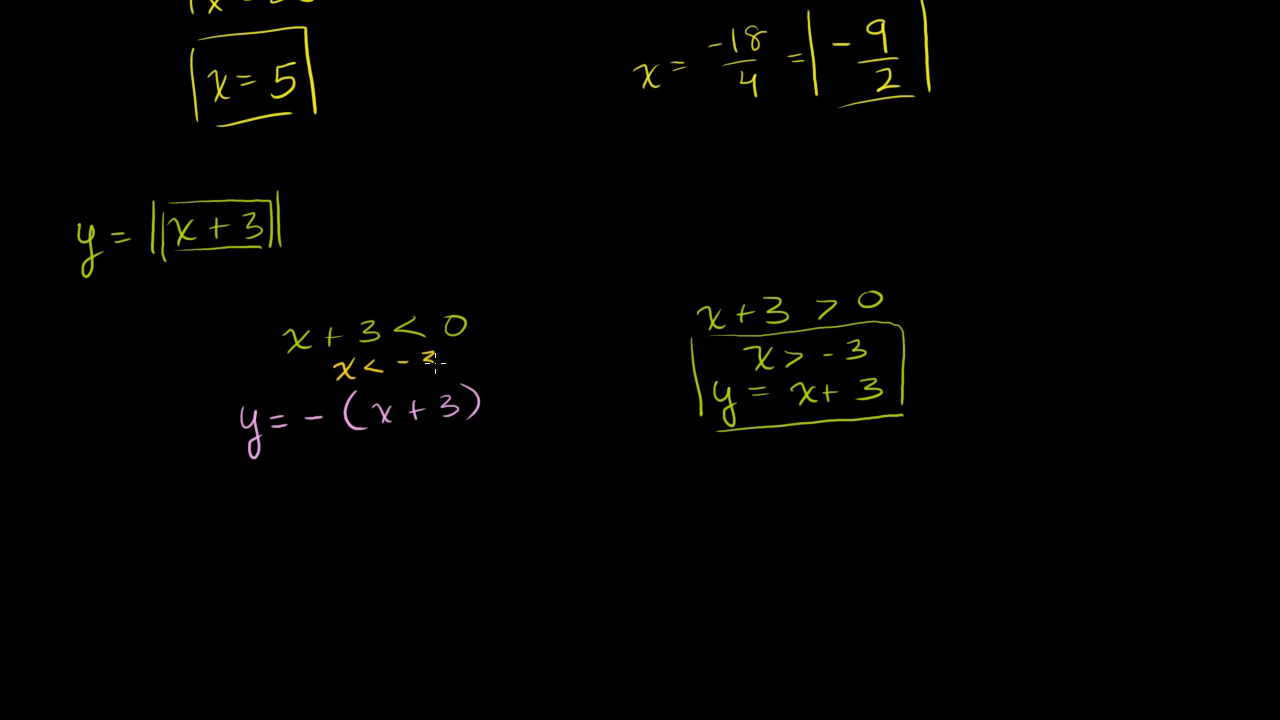 x = 5
x = -18/4 = -9/2
y = |x + 3|
x + 3 < 0
x < -3
y = -(x + 3)
x + 3 > 0
x > -3
y = x + 3